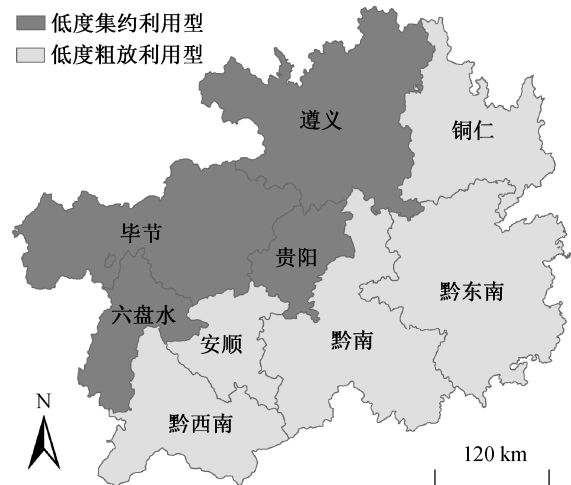 低度集约利用型
低度粗放利用型
遵义
铜仁
毕节
贵阳
黔东南
六盘水
安顺
黔南
黔西南
N
120 km